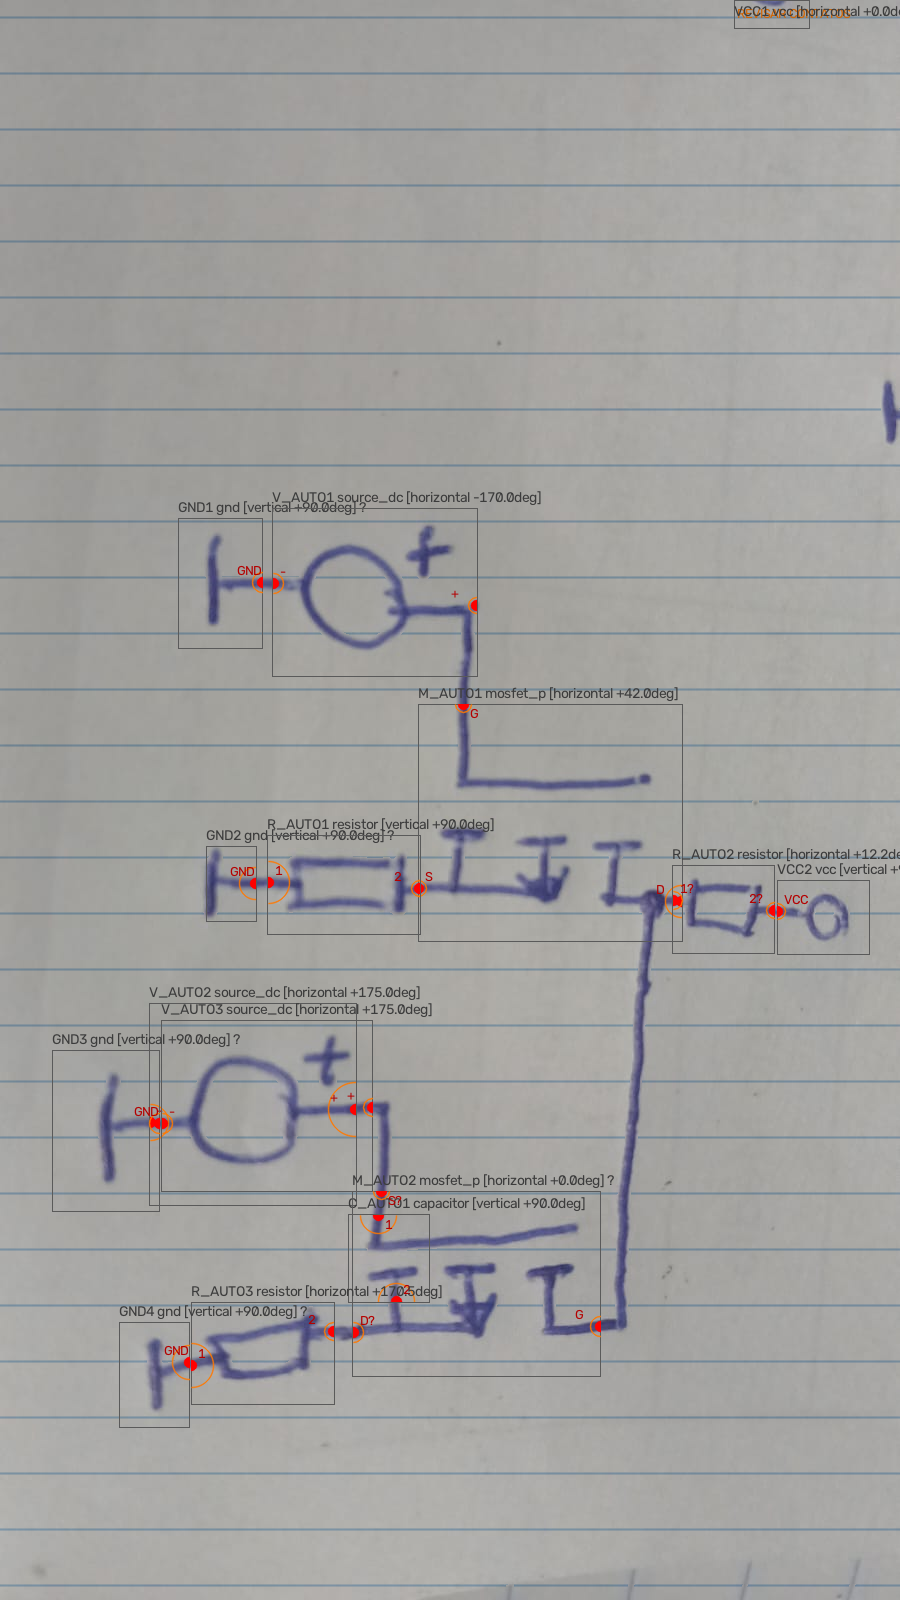 VCC1 vcc [horizontal +0.0de
V_AUTO1 source_dc [horizontal -170.0deg]
GND1 gnd [vertical +90.0deg] ?
+
GND -
+
M_AUTO1 mosfet_p [horizontal +42.0deg]
G
R_AUTO1 resistor [vertical +90.0deg]
GND2 gnd [vertical +90.0deg] ?
R_AUTO2 resistor [horizontal +12.2de
VCC2 vcc [vertical +9
GND 1 2 S D 1? 2? VCC
V_AUTO2 source_dc [horizontal +175.0deg]
V_AUTO3 source_dc [horizontal +175.0deg]
GND3 gnd [vertical +90.0deg] ?
+
+ +
GND -
M_AUTO2 mosfet_p [horizontal +0.0deg] ?
S?
C_AUTO1 capacitor [vertical +90.0deg]
1
R_AUTO3 resistor [horizontal +170.5deg]
2
GND4 gnd [vertical +90.0deg] ?
2 D? G
GND 1